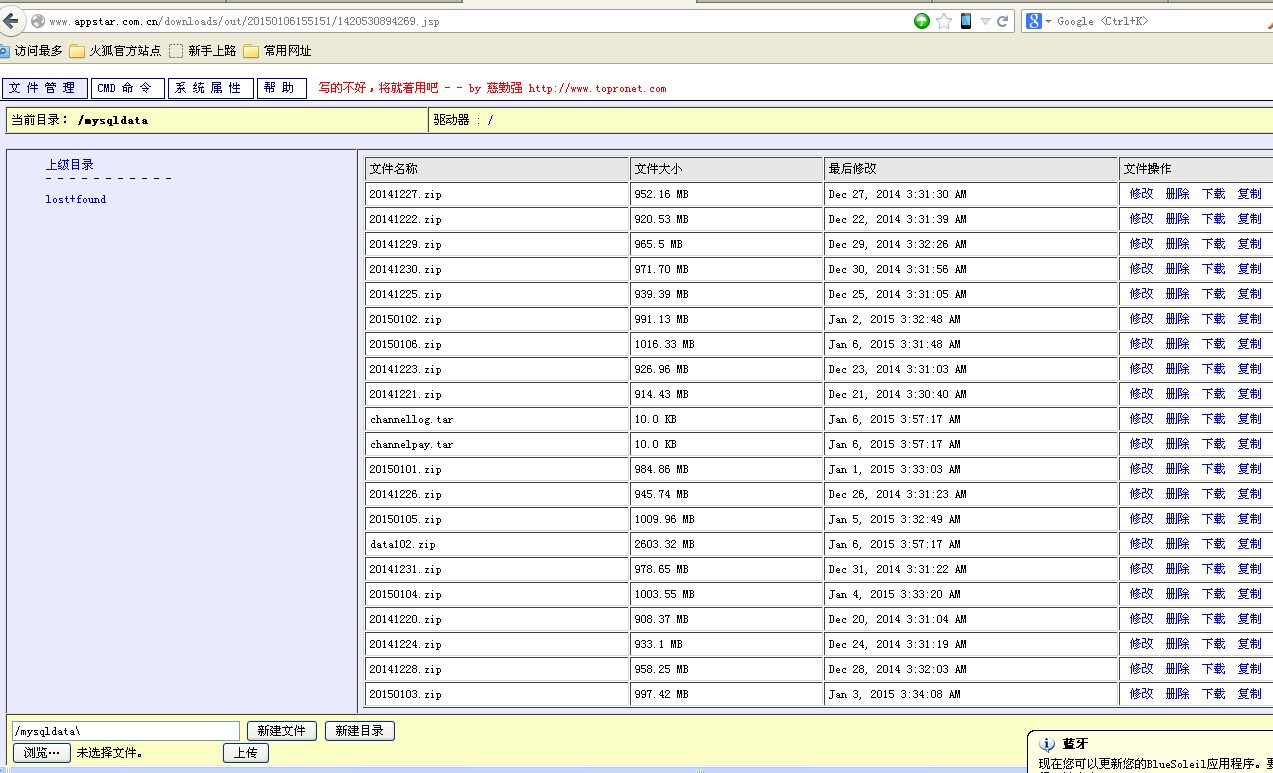 www.appstar.com.cn/downloads/out/20150106155151/1420530894269.jsp
Google <Ctrl+K>
访问最多 火狐官方站点 新手上路 常用网址
文 件 管 理 CMD 命 令 系 统 属 性 帮 助 写的不好，将就着用吧 - - by 慈勤强 http://www.topronet.com
当前目录： /mysqldata 驱动器 : /
上级目录
- - - - - - - - - - -
lost+found
文件名称 文件大小 最后修改 文件操作
20141227.zip 952.16 MB Dec 27, 2014 3:31:30 AM 修改 删除 下载 复制
20141222.zip 920.53 MB Dec 22, 2014 3:31:39 AM 修改 删除 下载 复制
20141229.zip 965.5 MB Dec 29, 2014 3:32:26 AM 修改 删除 下载 复制
20141230.zip 971.70 MB Dec 30, 2014 3:31:56 AM 修改 删除 下载 复制
20141225.zip 939.39 MB Dec 25, 2014 3:31:05 AM 修改 删除 下载 复制
20150102.zip 991.13 MB Jan 2, 2015 3:32:48 AM 修改 删除 下载 复制
20150106.zip 1016.33 MB Jan 6, 2015 3:31:48 AM 修改 删除 下载 复制
20141223.zip 926.96 MB Dec 23, 2014 3:31:03 AM 修改 删除 下载 复制
20141221.zip 914.43 MB Dec 21, 2014 3:30:40 AM 修改 删除 下载 复制
channellog.tar 10.0 KB Jan 6, 2015 3:57:17 AM 修改 删除 下载 复制
channelpay.tar 10.0 KB Jan 6, 2015 3:57:17 AM 修改 删除 下载 复制
20150101.zip 984.86 MB Jan 1, 2015 3:33:03 AM 修改 删除 下载 复制
20141226.zip 945.74 MB Dec 26, 2014 3:31:23 AM 修改 删除 下载 复制
20150105.zip 1009.96 MB Jan 5, 2015 3:32:49 AM 修改 删除 下载 复制
data102.zip 2603.32 MB Jan 6, 2015 3:57:17 AM 修改 删除 下载 复制
20141231.zip 978.65 MB Dec 31, 2014 3:31:22 AM 修改 删除 下载 复制
20150104.zip 1003.55 MB Jan 4, 2015 3:33:20 AM 修改 删除 下载 复制
20141220.zip 908.37 MB Dec 20, 2014 3:31:04 AM 修改 删除 下载 复制
20141224.zip 933.1 MB Dec 24, 2014 3:31:19 AM 修改 删除 下载 复制
20141228.zip 958.25 MB Dec 28, 2014 3:32:03 AM 修改 删除 下载 复制
20150103.zip 997.42 MB Jan 3, 2015 3:34:08 AM 修改 删除 下载 复制
/mysqldata\ 新建文件 新建目录
浏览… 未选择文件。 上传
蓝牙
现在您可以更新您的BlueSoleil应用程序。要